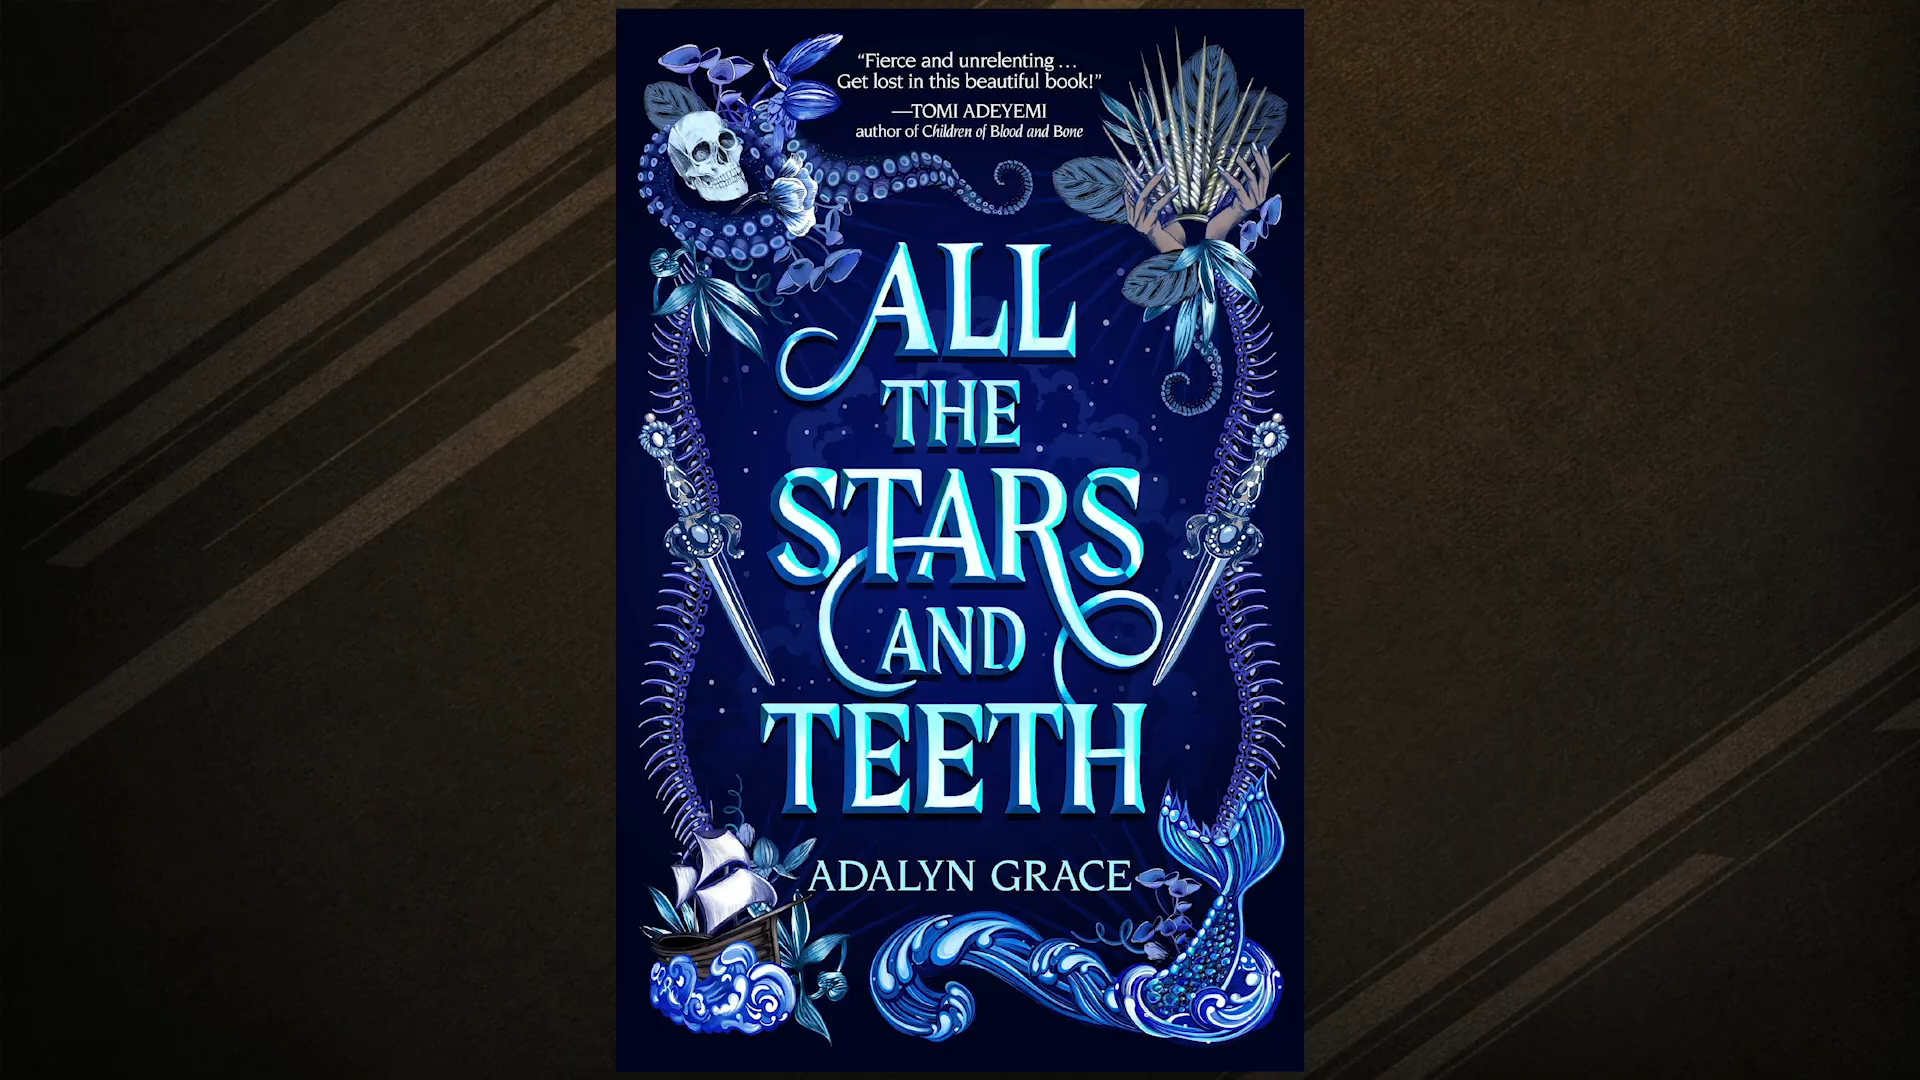 “Fierce and unrelenting ...
Get lost in this beautiful book!”
—TOMI ADEYEMI
author of Children of Blood and Bone
ALL
THE
STARS
AND
TEETH
ADALYN GRACE